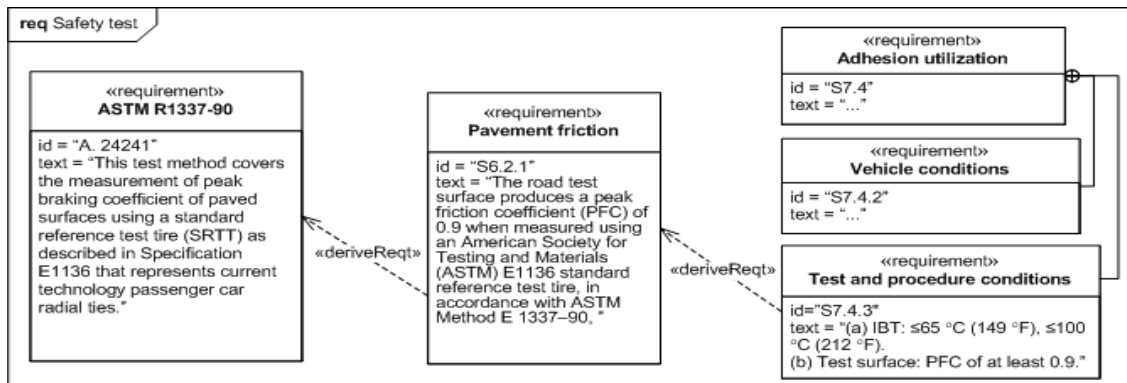 req Safety test
«requirement»
ASTM R1337-90
id = "A. 24241"
text = "This test method covers
the measurement of peak
braking coefficient of paved
surfaces using a standard
reference test tire (SRTT) as
described in Specification
E1136 that represents current
technology passenger car
radial ties."
«deriveReqt»
«requirement»
Pavement friction
id = "S6.2.1"
text = "The road test
surface produces a peak
friction coefficient (PFC) of
0.9 when measured using
an American Society for
Testing and Materials
(ASTM) E1136 standard
reference test tire, in
accordance with ASTM
Method E 1337–90, "
«deriveReqt»
«requirement»
Adhesion utilization
id = "S7.4"
text = "..."
«requirement»
Vehicle conditions
id = "S7.4.2"
text = "..."
«requirement»
Test and procedure conditions
id="S7.4.3"
text = "(a) IBT: ≤65 °C (149 °F), ≤100
°C (212 °F).
(b) Test surface: PFC of at least 0.9."